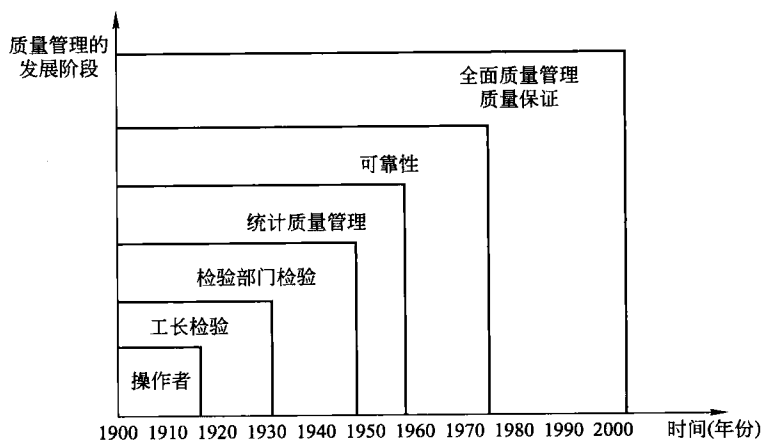 质量管理的
发展阶段
全面质量管理
质量保证
可靠性
统计质量管理
检验部门检验
工长检验
操作者
1900 1910 1920 1930 1940 1950 1960 1970 1980 1990 2000 时间(年份)